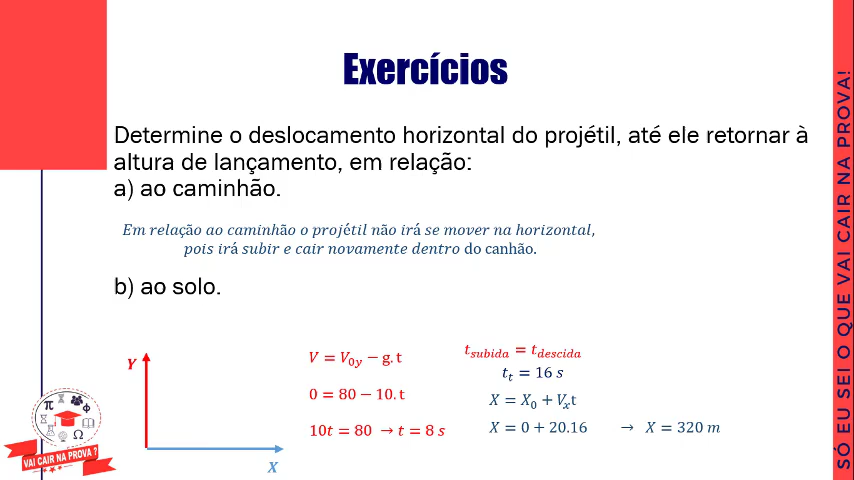 Exercícios
Determine o deslocamento horizontal do projétil, até ele retornar à
altura de lançamento, em relação:
a) ao caminhão.
Em relação ao caminhão o projétil não irá se mover na horizontal,
pois irá subir e cair novamente dentro do canhão.
b) ao solo.
Y
X
V = V₀y − g.t
0 = 80 − 10.t
10t = 80 → t = 8 s
t_subida = t_descida
t_t = 16 s
X = X₀ + Vₓt
X = 0 + 20.16 → X = 320 m
π
Φ
Ω
VAI CAIR NA PROVA ?
SÓ EU SEI O QUE VAI CAIR NA PROVA!